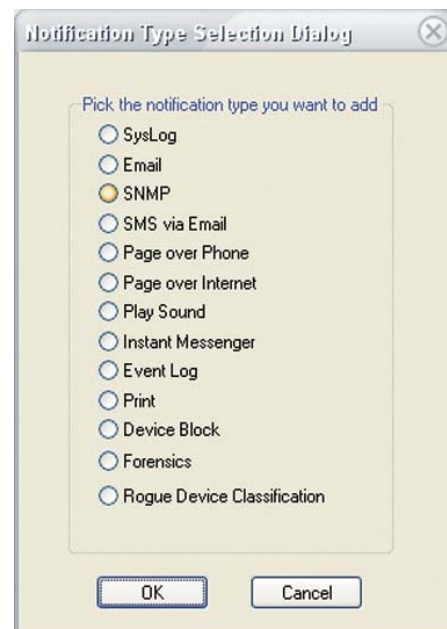 Notification Type Selection Dialog
Pick the notification type you want to add
SysLog
Email
SNMP
SMS via Email
Page over Phone
Page over Internet
Play Sound
Instant Messenger
Event Log
Print
Device Block
Forensics
Rogue Device Classification
OK Cancel